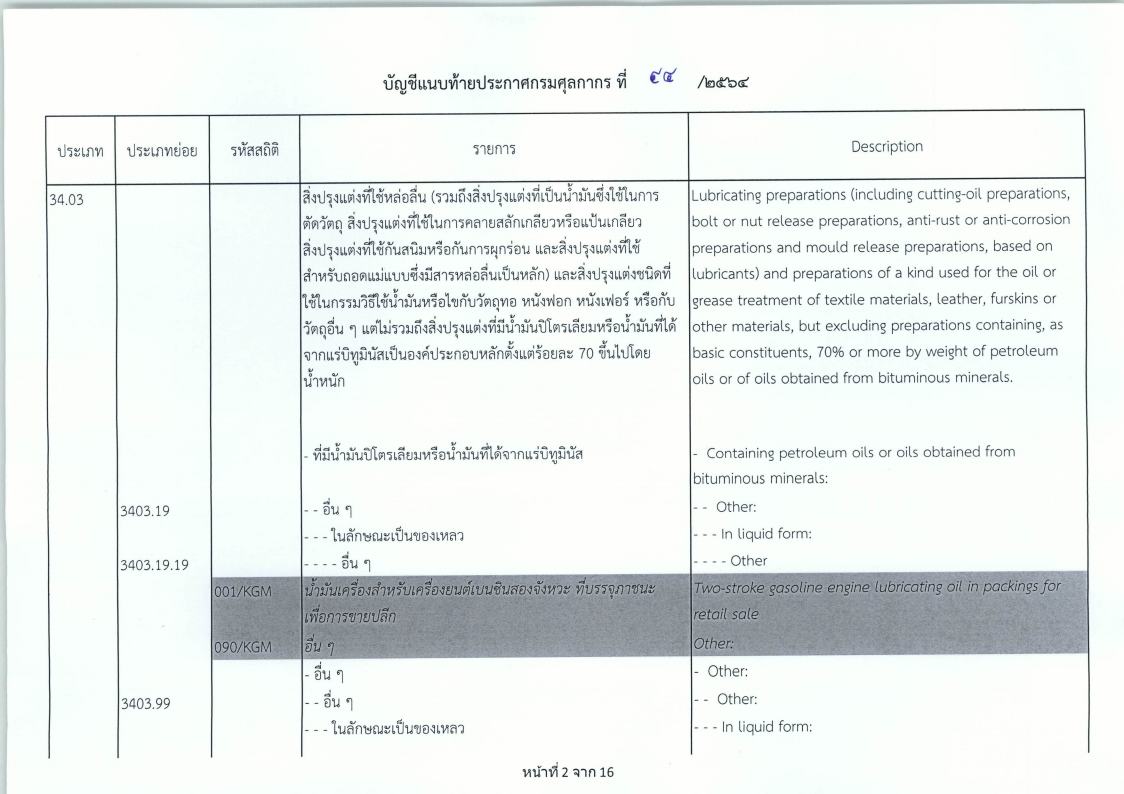 บัญชีแนบท้ายประกาศกรมศุลกากร ที่ ๙๔ /๒๕๖๔
ประเภท ประเภทย่อย รหัสสถิติ รายการ Description
34.03
สิ่งปรุงแต่งที่ใช้หล่อลื่น (รวมถึงสิ่งปรุงแต่งที่เป็นน้ำมันซึ่งใช้ในการ
ตัดวัตถุ สิ่งปรุงแต่งที่ใช้ในการคลายสลักเกลียวหรือแป้นเกลียว
สิ่งปรุงแต่งที่ใช้กันสนิมหรือกันการผุกร่อน และสิ่งปรุงแต่งที่ใช้
สำหรับถอดแม่แบบซึ่งมีสารหล่อลื่นเป็นหลัก) และสิ่งปรุงแต่งชนิดที่
ใช้ในกรรมวิธีใช้น้ำมันหรือไขกับวัตถุทอ หนังฟอก หนังเฟอร์ หรือกับ
วัตถุอื่น ๆ แต่ไม่รวมถึงสิ่งปรุงแต่งที่มีน้ำมันปิโตรเลียมหรือน้ำมันที่ได้
จากแร่บิทูมินัสเป็นองค์ประกอบหลักตั้งแต่ร้อยละ 70 ขึ้นไปโดย
น้ำหนัก
Lubricating preparations (including cutting-oil preparations,
bolt or nut release preparations, anti-rust or anti-corrosion
preparations and mould release preparations, based on
lubricants) and preparations of a kind used for the oil or
grease treatment of textile materials, leather, furskins or
other materials, but excluding preparations containing, as
basic constituents, 70% or more by weight of petroleum
oils or of oils obtained from bituminous minerals.
- ที่มีน้ำมันปิโตรเลียมหรือน้ำมันที่ได้จากแร่บิทูมินัส
- Containing petroleum oils or oils obtained from
bituminous minerals:
3403.19 - - อื่น ๆ - - Other:
- - - ในลักษณะเป็นของเหลว - - - In liquid form:
3403.19.19 - - - - อื่น ๆ - - - - Other
001/KGM
น้ำมันเครื่องสำหรับเครื่องยนต์เบนซินสองจังหวะ ที่บรรจุภาชนะ
เพื่อการขายปลีก
Two-stroke gasoline engine lubricating oil in packings for
retail sale
090/KGM อื่น ๆ Other:
- อื่น ๆ - Other:
3403.99 - - อื่น ๆ - - Other:
- - - ในลักษณะเป็นของเหลว - - - In liquid form:
หน้าที่ 2 จาก 16